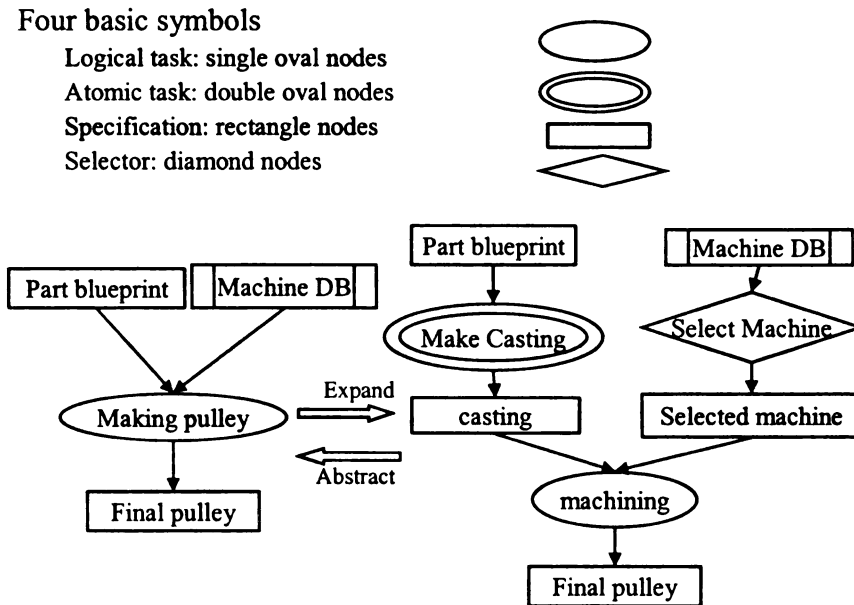 Four basic symbols
Logical task: single oval nodes
Atomic task: double oval nodes
Specification: rectangle nodes
Selector: diamond nodes
Part blueprint
Machine DB
Making pulley
Final pulley
Expand
Abstract
Part blueprint
Machine DB
Make Casting
Select Machine
casting
Selected machine
machining
Final pulley